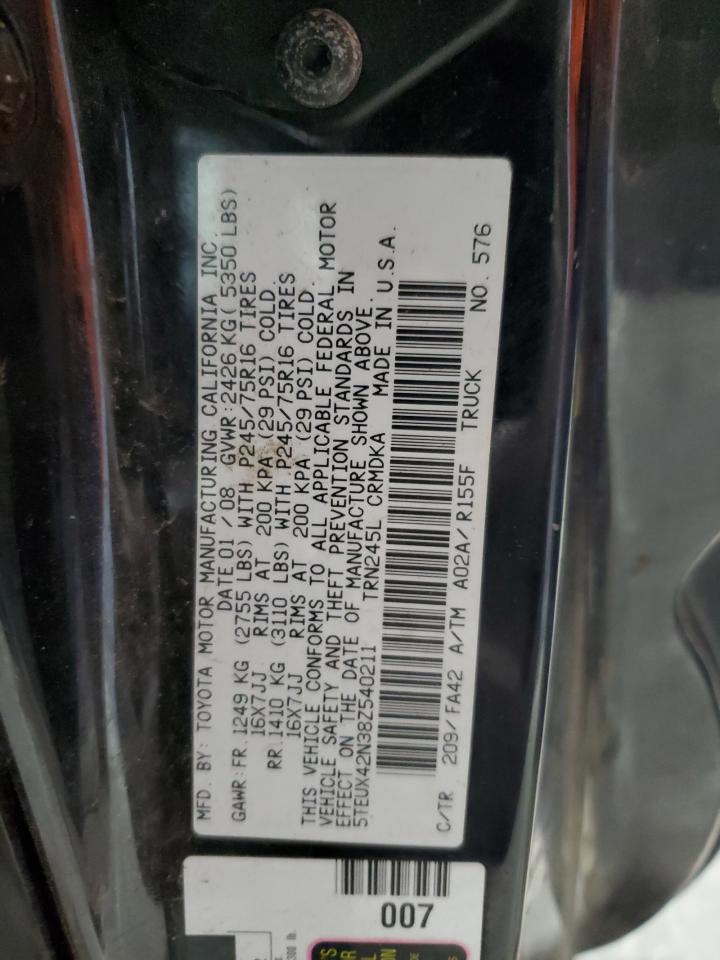 MFD. BY: TOYOTA MOTOR MANUFACTURING CALIFORNIA INC.
DATE 01 / 08 GVWR: 2426 KG ( 5350 LBS)
GAWR: FR. 1249 KG (2755 LBS) WITH P245/75R16 TIRES
16X7JJ RIMS AT 200 KPA (29 PSI) COLD.
RR. 1410 KG (3110 LBS) WITH P245/75R16 TIRES
16X7JJ RIMS AT 200 KPA (29 PSI) COLD.
THIS VEHICLE CONFORMS TO ALL APPLICABLE FEDERAL MOTOR
VEHICLE SAFETY AND THEFT PREVENTION STANDARDS IN
EFFECT ON THE DATE OF MANUFACTURE SHOWN ABOVE.
5TEUX42N38Z540211 TRN245L CRMDKA MADE IN U.S.A.
C/TR 209/FA42 A/TM A02A/R155F TRUCK NO. 576
007